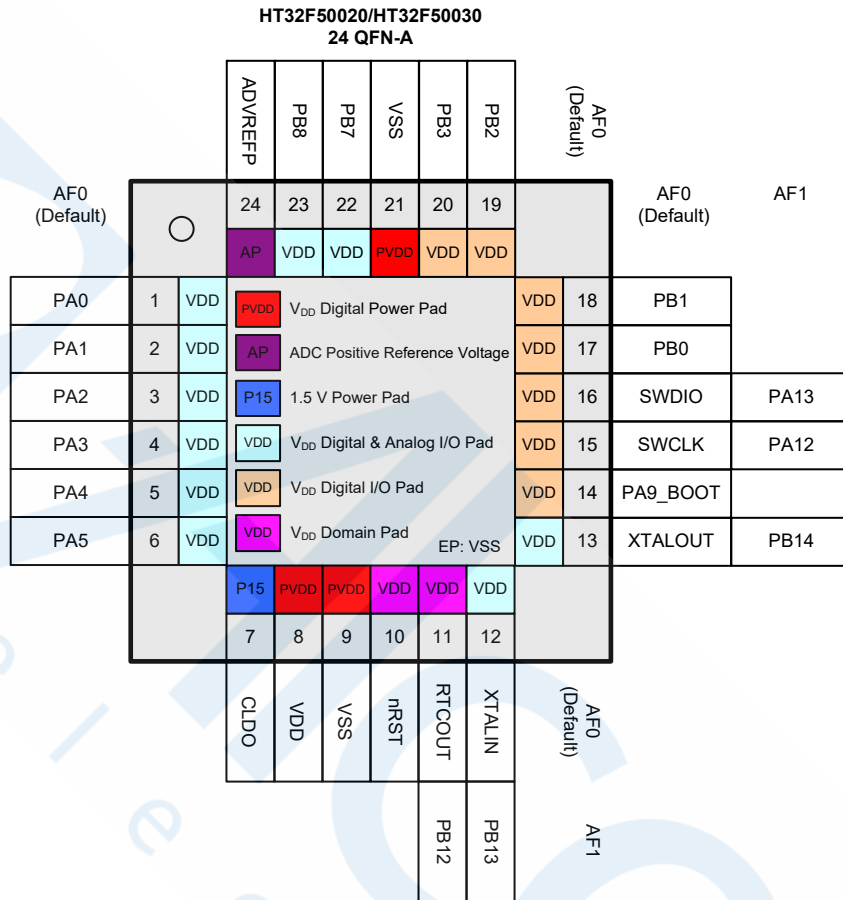 HT32F50020/HT32F50030
24 QFN-A
ADVREFP PB8 PB7 VSS PB3 PB2 AF0 (Default)
AF0 (Default) 24 23 22 21 20 19 AF0 (Default) AF1
AP VDD VDD PVDD VDD VDD
PA0 1 VDD PVDD VDD Digital Power Pad VDD 18 PB1
PA1 2 VDD AP ADC Positive Reference Voltage VDD 17 PB0
PA2 3 VDD P15 1.5 V Power Pad VDD 16 SWDIO PA13
PA3 4 VDD VDD VDD Digital & Analog I/O Pad VDD 15 SWCLK PA12
PA4 5 VDD VDD VDD Digital I/O Pad VDD 14 PA9_BOOT
PA5 6 VDD VDD VDD Domain Pad EP: VSS VDD 13 XTALOUT PB14
P15 PVDD PVDD VDD VDD VDD
7 8 9 10 11 12
CLDO VDD VSS nRST RTCOUT XTALIN AF0 (Default)
PB12 PB13 AF1